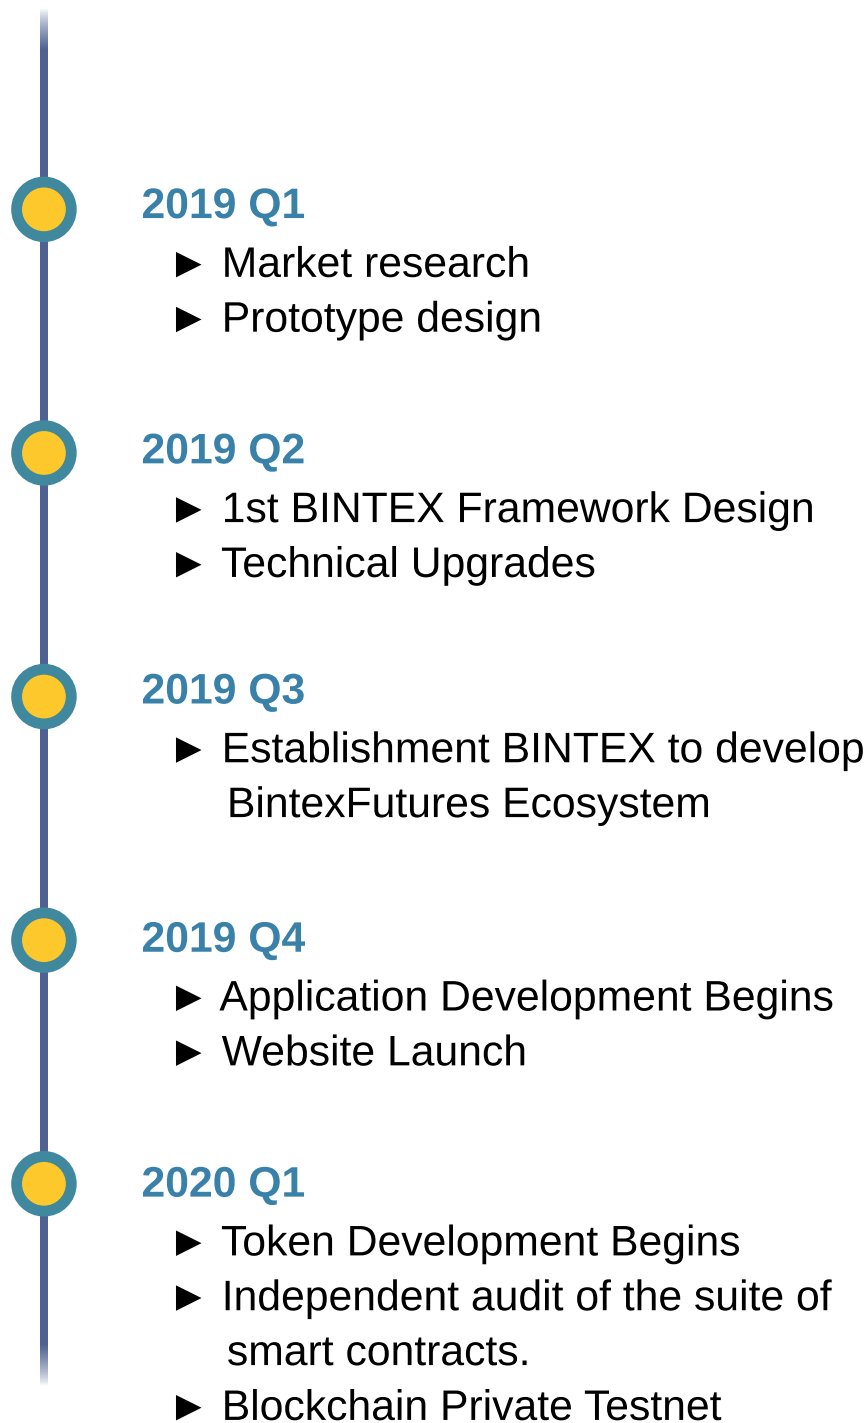 2019 Q1
► Market research
► Prototype design
2019 Q2
► 1st BINTEX Framework Design
► Technical Upgrades
2019 Q3
► Establishment BINTEX to develop
BintexFutures Ecosystem
2019 Q4
► Application Development Begins
► Website Launch
2020 Q1
► Token Development Begins
► Independent audit of the suite of
smart contracts.
► Blockchain Private Testnet